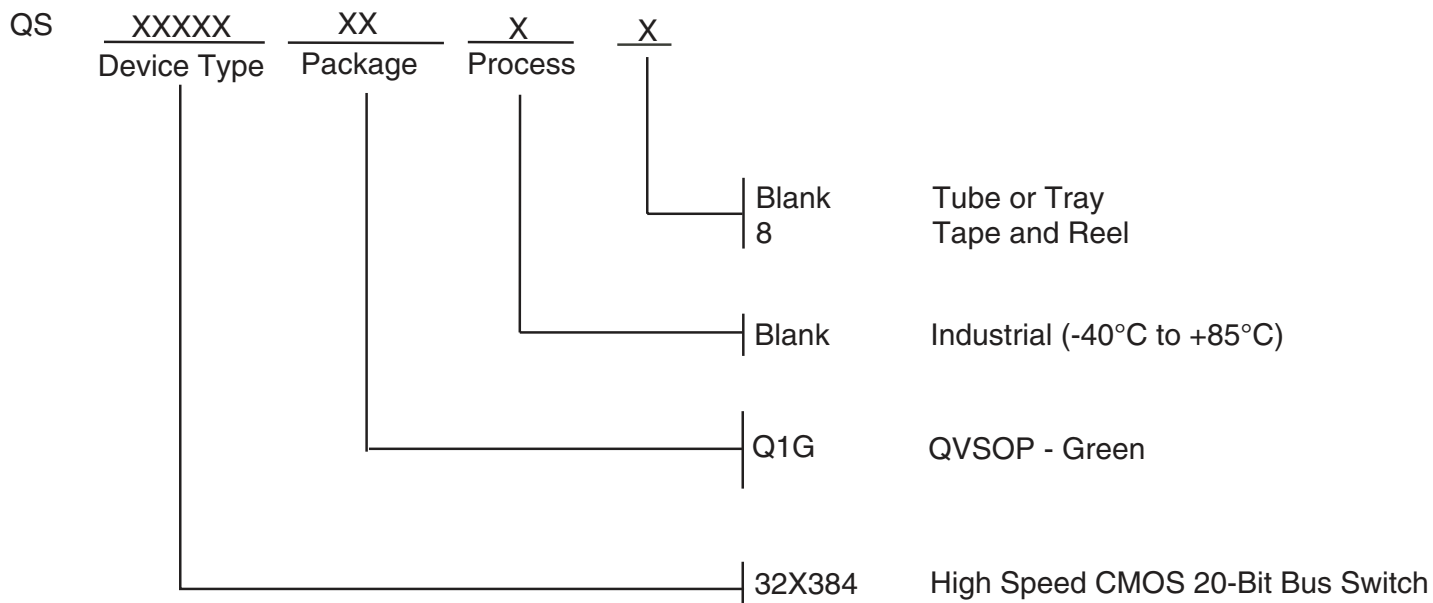 QS XXXXX XX X X
Device Type Package Process
Blank Tube or Tray
8 Tape and Reel
Blank Industrial (-40°C to +85°C)
Q1G QVSOP - Green
32X384 High Speed CMOS 20-Bit Bus Switch